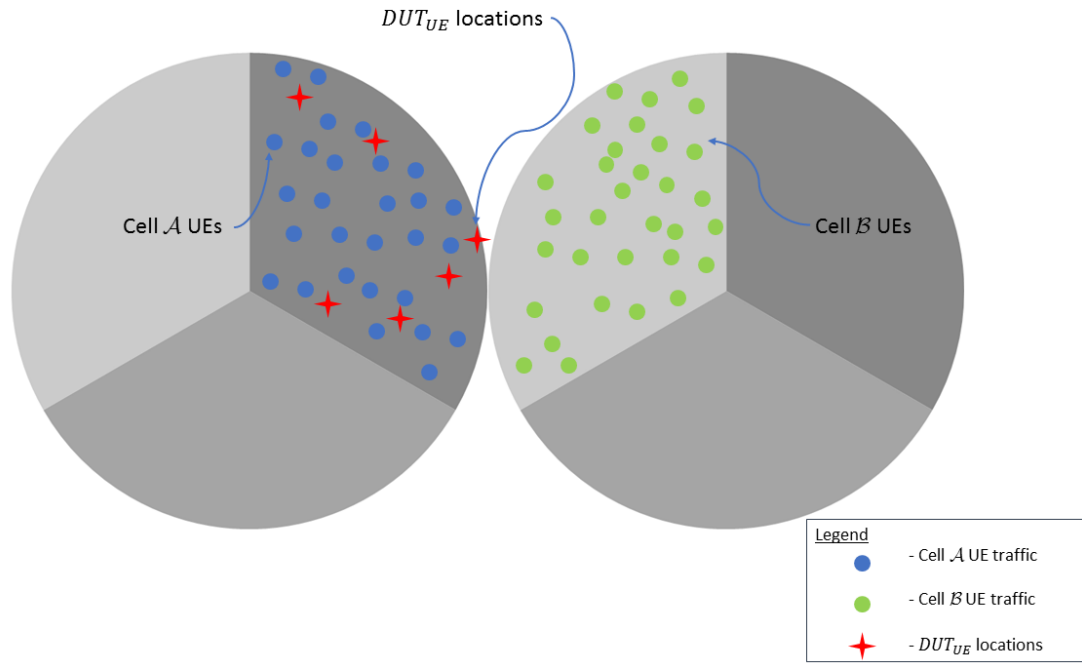 DUT_UE locations
Cell 𝒜 UEs
Cell ℬ UEs
Legend
- Cell 𝒜 UE traffic
- Cell ℬ UE traffic
- DUT_UE locations